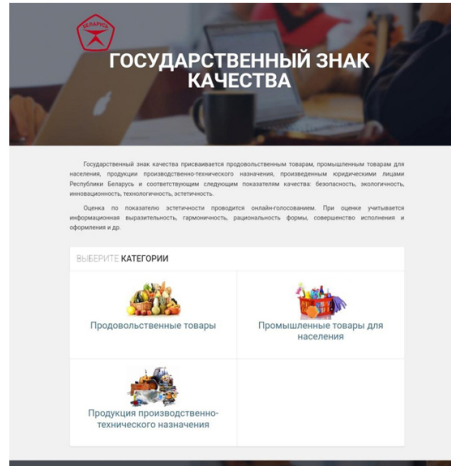 БЕЛАРУСЬ
ГОСУДАРСТВЕННЫЙ ЗНАК
КАЧЕСТВА
Государственный знак качества присваивается продовольственным товарам, промышленным товарам для
населения, продукции производственно-технического назначения, произведенным юридическими лицами
Республики Беларусь и соответствующим следующим показателям качества: безопасность, экологичность,
инновационность, технологичность, эстетичность.
Оценка по показателю эстетичности проводится онлайн-голосованием. При оценке учитывается
информационная выразительность, гармоничность, рациональность формы, совершенство исполнения и
оформления и др.
ВЫБЕРИТЕ КАТЕГОРИИ
Продовольственные товары
Промышленные товары для
населения
Продукция производственно-
технического назначения